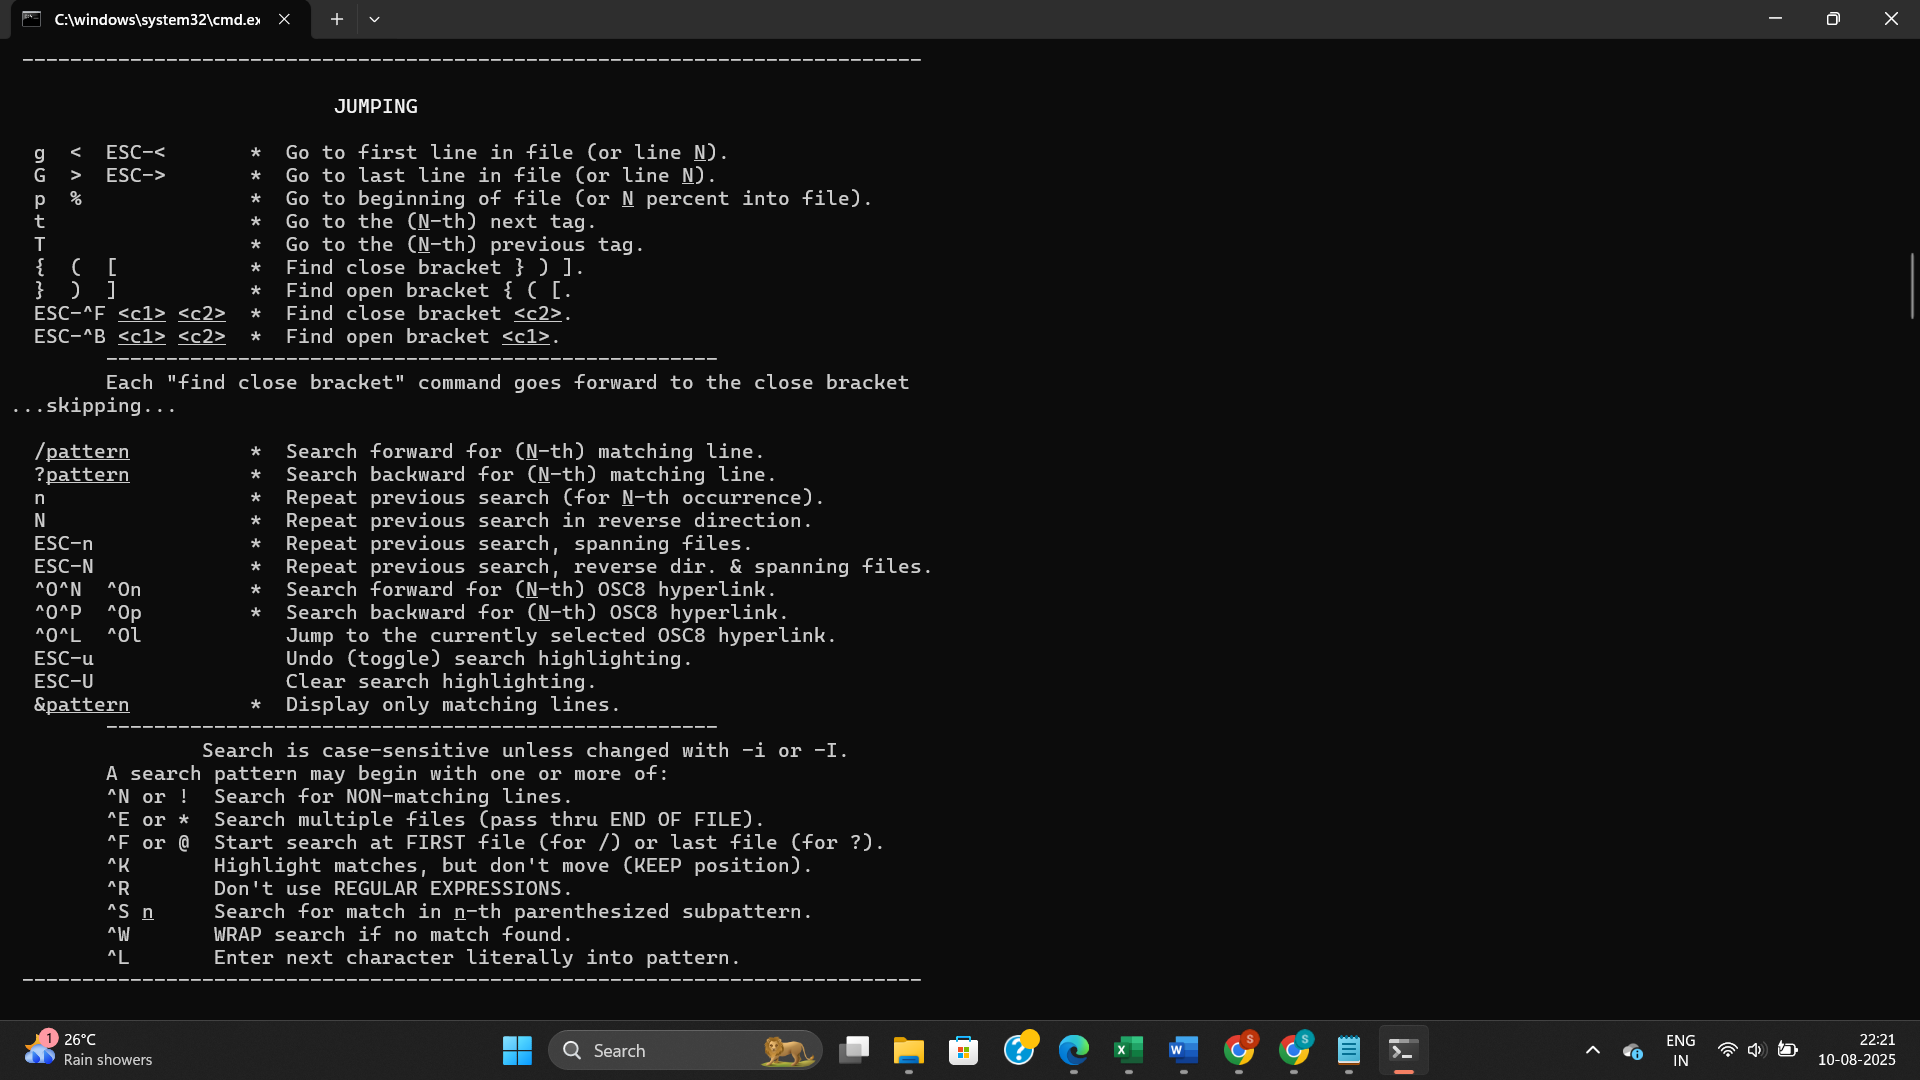 C:\windows\system32\cmd.ex
------------------------------------------------------------------------
JUMPING
g  <  ESC-<       *  Go to first line in file (or line N).
G  >  ESC->       *  Go to last line in file (or line N).
p  %              *  Go to beginning of file (or N percent into file).
t                 *  Go to the (N-th) next tag.
T                 *  Go to the (N-th) previous tag.
{  (  [           *  Find close bracket } ) ].
}  )  ]           *  Find open bracket { ( [.
ESC-^F <c1> <c2>  *  Find close bracket <c2>.
ESC-^B <c1> <c2>  *  Find open bracket <c1>.
---------------------------------------------------
Each "find close bracket" command goes forward to the close bracket
...skipping...
/pattern          *  Search forward for (N-th) matching line.
?pattern          *  Search backward for (N-th) matching line.
n                 *  Repeat previous search (for N-th occurrence).
N                 *  Repeat previous search in reverse direction.
ESC-n             *  Repeat previous search, spanning files.
ESC-N             *  Repeat previous search, reverse dir. & spanning files.
^O^N  ^On         *  Search forward for (N-th) OSC8 hyperlink.
^O^P  ^Op         *  Search backward for (N-th) OSC8 hyperlink.
^O^L  ^Ol            Jump to the currently selected OSC8 hyperlink.
ESC-u                Undo (toggle) search highlighting.
ESC-U                Clear search highlighting.
&pattern          *  Display only matching lines.
---------------------------------------------------
Search is case-sensitive unless changed with -i or -I.
A search pattern may begin with one or more of:
^N or !  Search for NON-matching lines.
^E or *  Search multiple files (pass thru END OF FILE).
^F or @  Start search at FIRST file (for /) or last file (for ?).
^K       Highlight matches, but don't move (KEEP position).
^R       Don't use REGULAR EXPRESSIONS.
^S n     Search for match in n-th parenthesized subpattern.
^W       WRAP search if no match found.
^L       Enter next character literally into pattern.
------------------------------------------------------------------------
1
26°C
Rain showers
Search
S
S
ENG
IN
22:21
10-08-2025